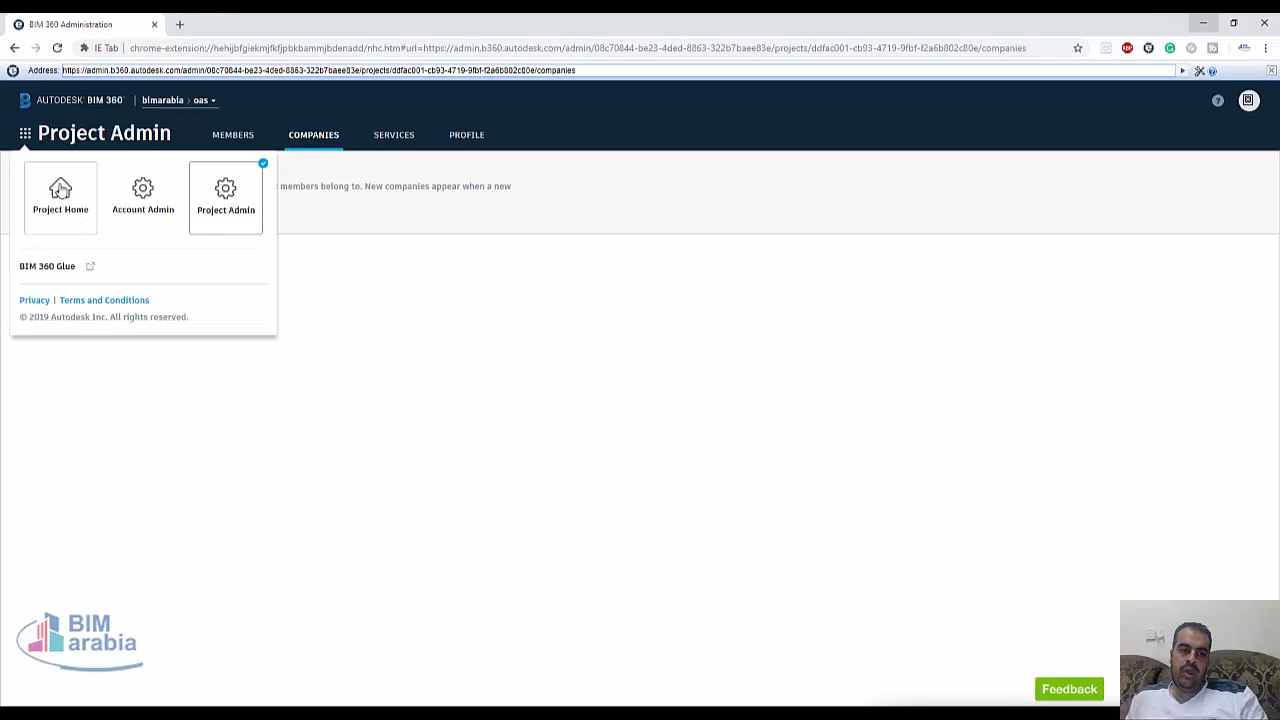 BIM 360 Administration
IE Tab | chrome-extension://hehijbfgiekmjfkfjpbkbammjbdenadd/nhc.htm#url=https://admin.b360.autodesk.com/admin/08c70844-be23-4ded-8863-322b7baee83e/projects/ddfac001-cb93-4719-9fbf-f2a6b802c80e/companies
Address: https://admin.b360.autodesk.com/admin/08c70844-be23-4ded-8863-322b7baee83e/projects/ddfac001-cb93-4719-9fbf-f2a6b802c80e/companies
AUTODESK BIM 360 | bimarabia > oas
Project Admin MEMBERS COMPANIES SERVICES PROFILE
members belong to. New companies appear when a new
Project Home Account Admin Project Admin
BIM 360 Glue
Privacy | Terms and Conditions
© 2019 Autodesk Inc. All rights reserved.
BIM
arabia
Feedback